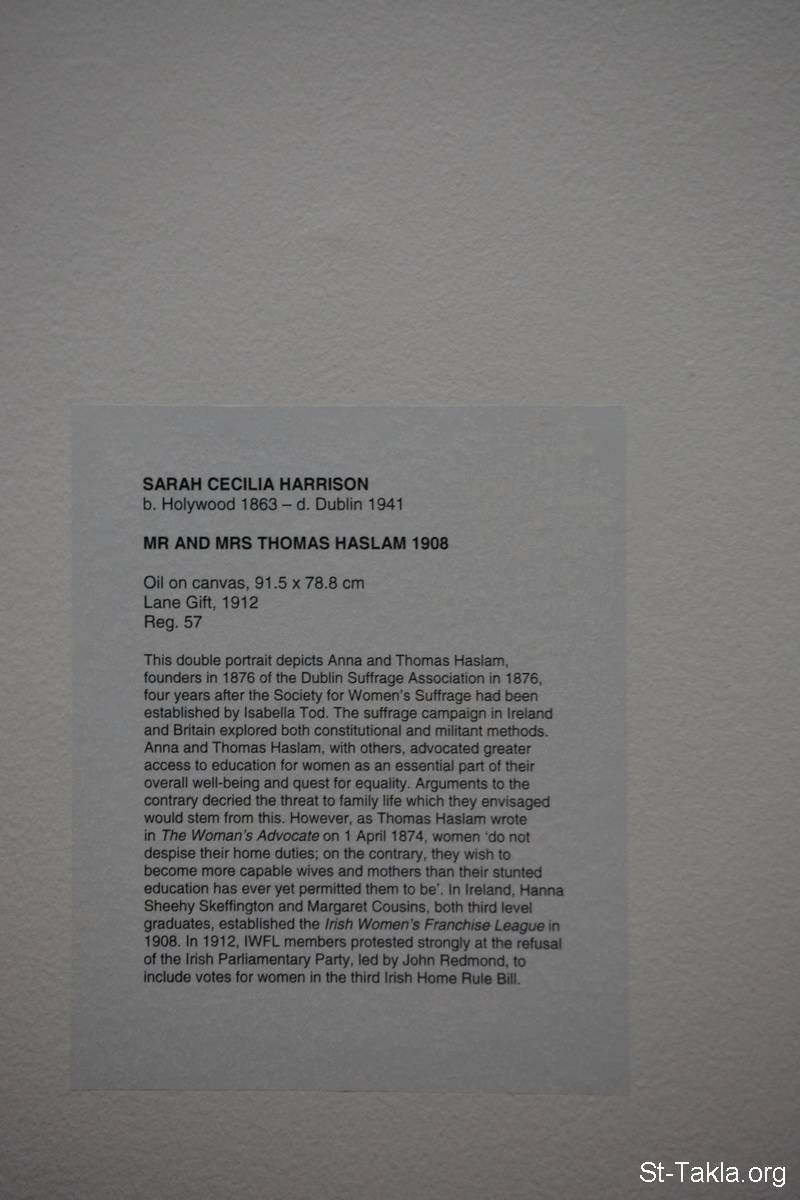 SARAH CECILIA HARRISON
b. Holywood 1863 – d. Dublin 1941
MR AND MRS THOMAS HASLAM 1908
Oil on canvas, 91.5 x 78.8 cm
Lane Gift, 1912
Reg. 57
This double portrait depicts Anna and Thomas Haslam,
founders in 1876 of the Dublin Suffrage Association in 1876,
four years after the Society for Women's Suffrage had been
established by Isabella Tod. The suffrage campaign in Ireland
and Britain explored both constitutional and militant methods.
Anna and Thomas Haslam, with others, advocated greater
access to education for women as an essential part of their
overall well-being and quest for equality. Arguments to the
contrary decried the threat to family life which they envisaged
would stem from this. However, as Thomas Haslam wrote
in The Woman's Advocate on 1 April 1874, women 'do not
despise their home duties; on the contrary, they wish to
become more capable wives and mothers than their stunted
education has ever yet permitted them to be'. In Ireland, Hanna
Sheehy Skeffington and Margaret Cousins, both third level
graduates, established the Irish Women's Franchise League in
1908. In 1912, IWFL members protested strongly at the refusal
of the Irish Parliamentary Party, led by John Redmond, to
include votes for women in the third Irish Home Rule Bill.
St-Takla.org